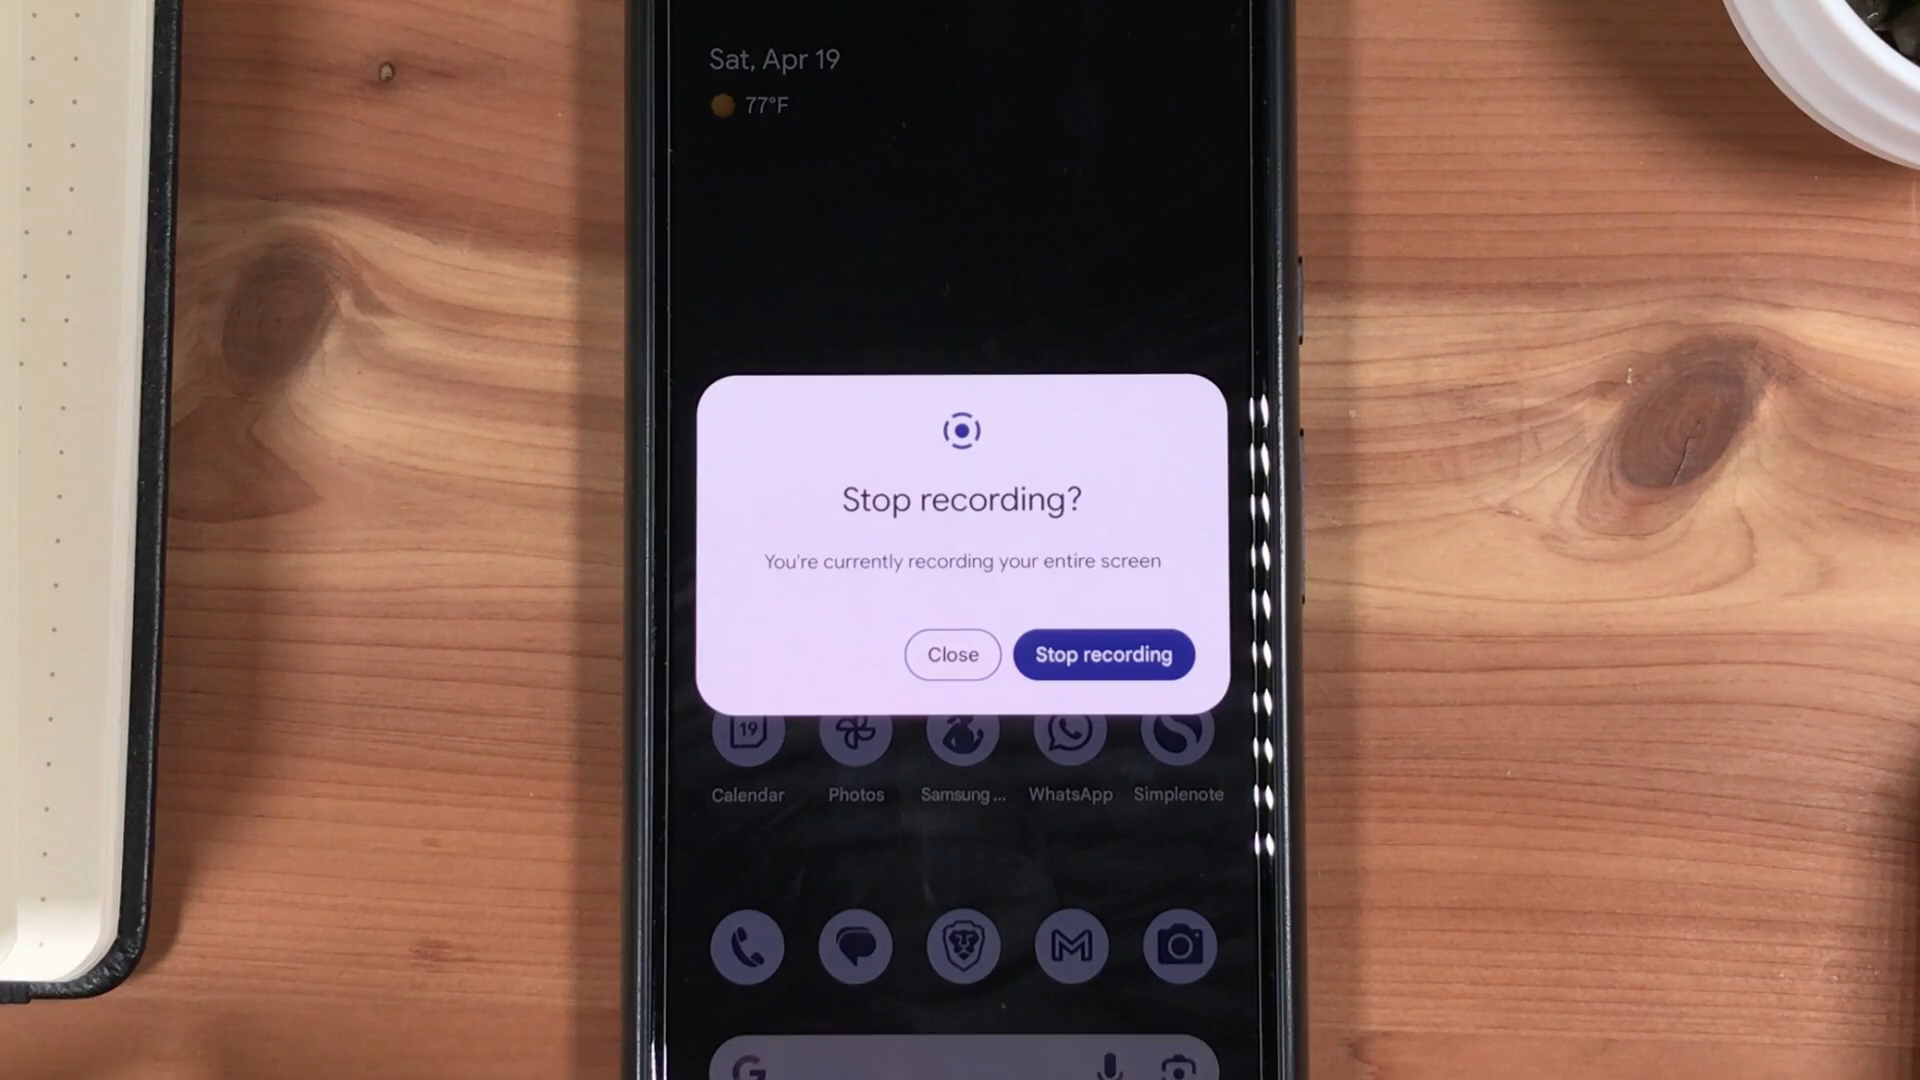 Sat, Apr 19
77°F
Stop recording?
You're currently recording your entire screen
Close Stop recording
19
Calendar Photos Samsung... WhatsApp Simplenote
G